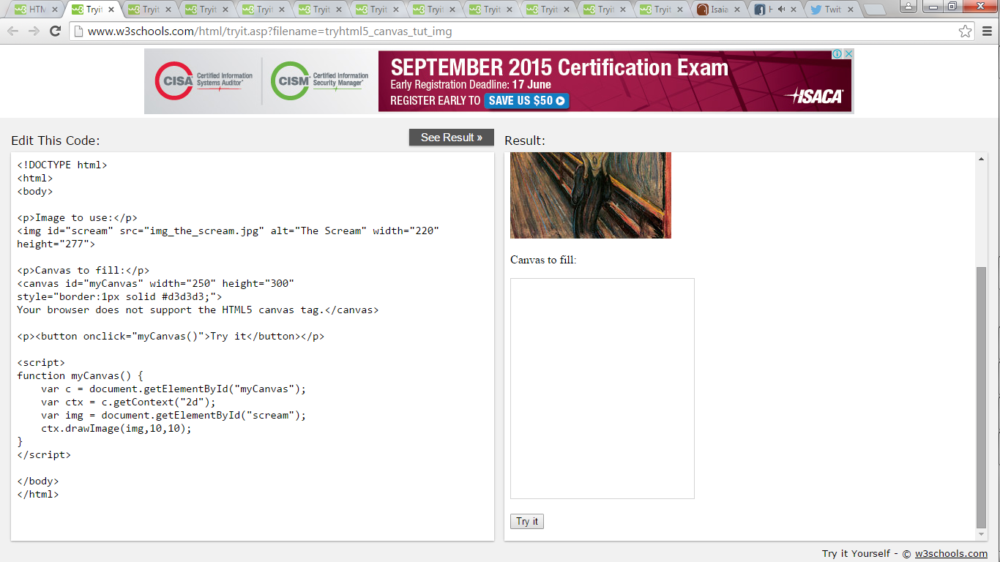 HTM
Tryit
Tryit
Tryit
Tryit
Tryit
Tryit
Tryit
Tryit
Tryit
Tryit
Tryit
Isaia
H
Twit
www.w3schools.com/html/tryit.asp?filename=tryhtml5_canvas_tut_img
CISA Certified Information Systems Auditor®
CISM Certified Information Security Manager®
SEPTEMBER 2015 Certification Exam
Early Registration Deadline: 17 June
REGISTER EARLY TO SAVE US $50
ISACA®
Edit This Code:
See Result »
Result:
<!DOCTYPE html>
<html>
<body>
<p>Image to use:</p>
<img id="scream" src="img_the_scream.jpg" alt="The Scream" width="220"
height="277">
<p>Canvas to fill:</p>
<canvas id="myCanvas" width="250" height="300"
style="border:1px solid #d3d3d3;">
Your browser does not support the HTML5 canvas tag.</canvas>
<p><button onclick="myCanvas()">Try it</button></p>
<script>
function myCanvas() {
    var c = document.getElementById("myCanvas");
    var ctx = c.getContext("2d");
    var img = document.getElementById("scream");
    ctx.drawImage(img,10,10);
}
</script>
</body>
</html>
Canvas to fill:
Try it
Try it Yourself - © w3schools.com